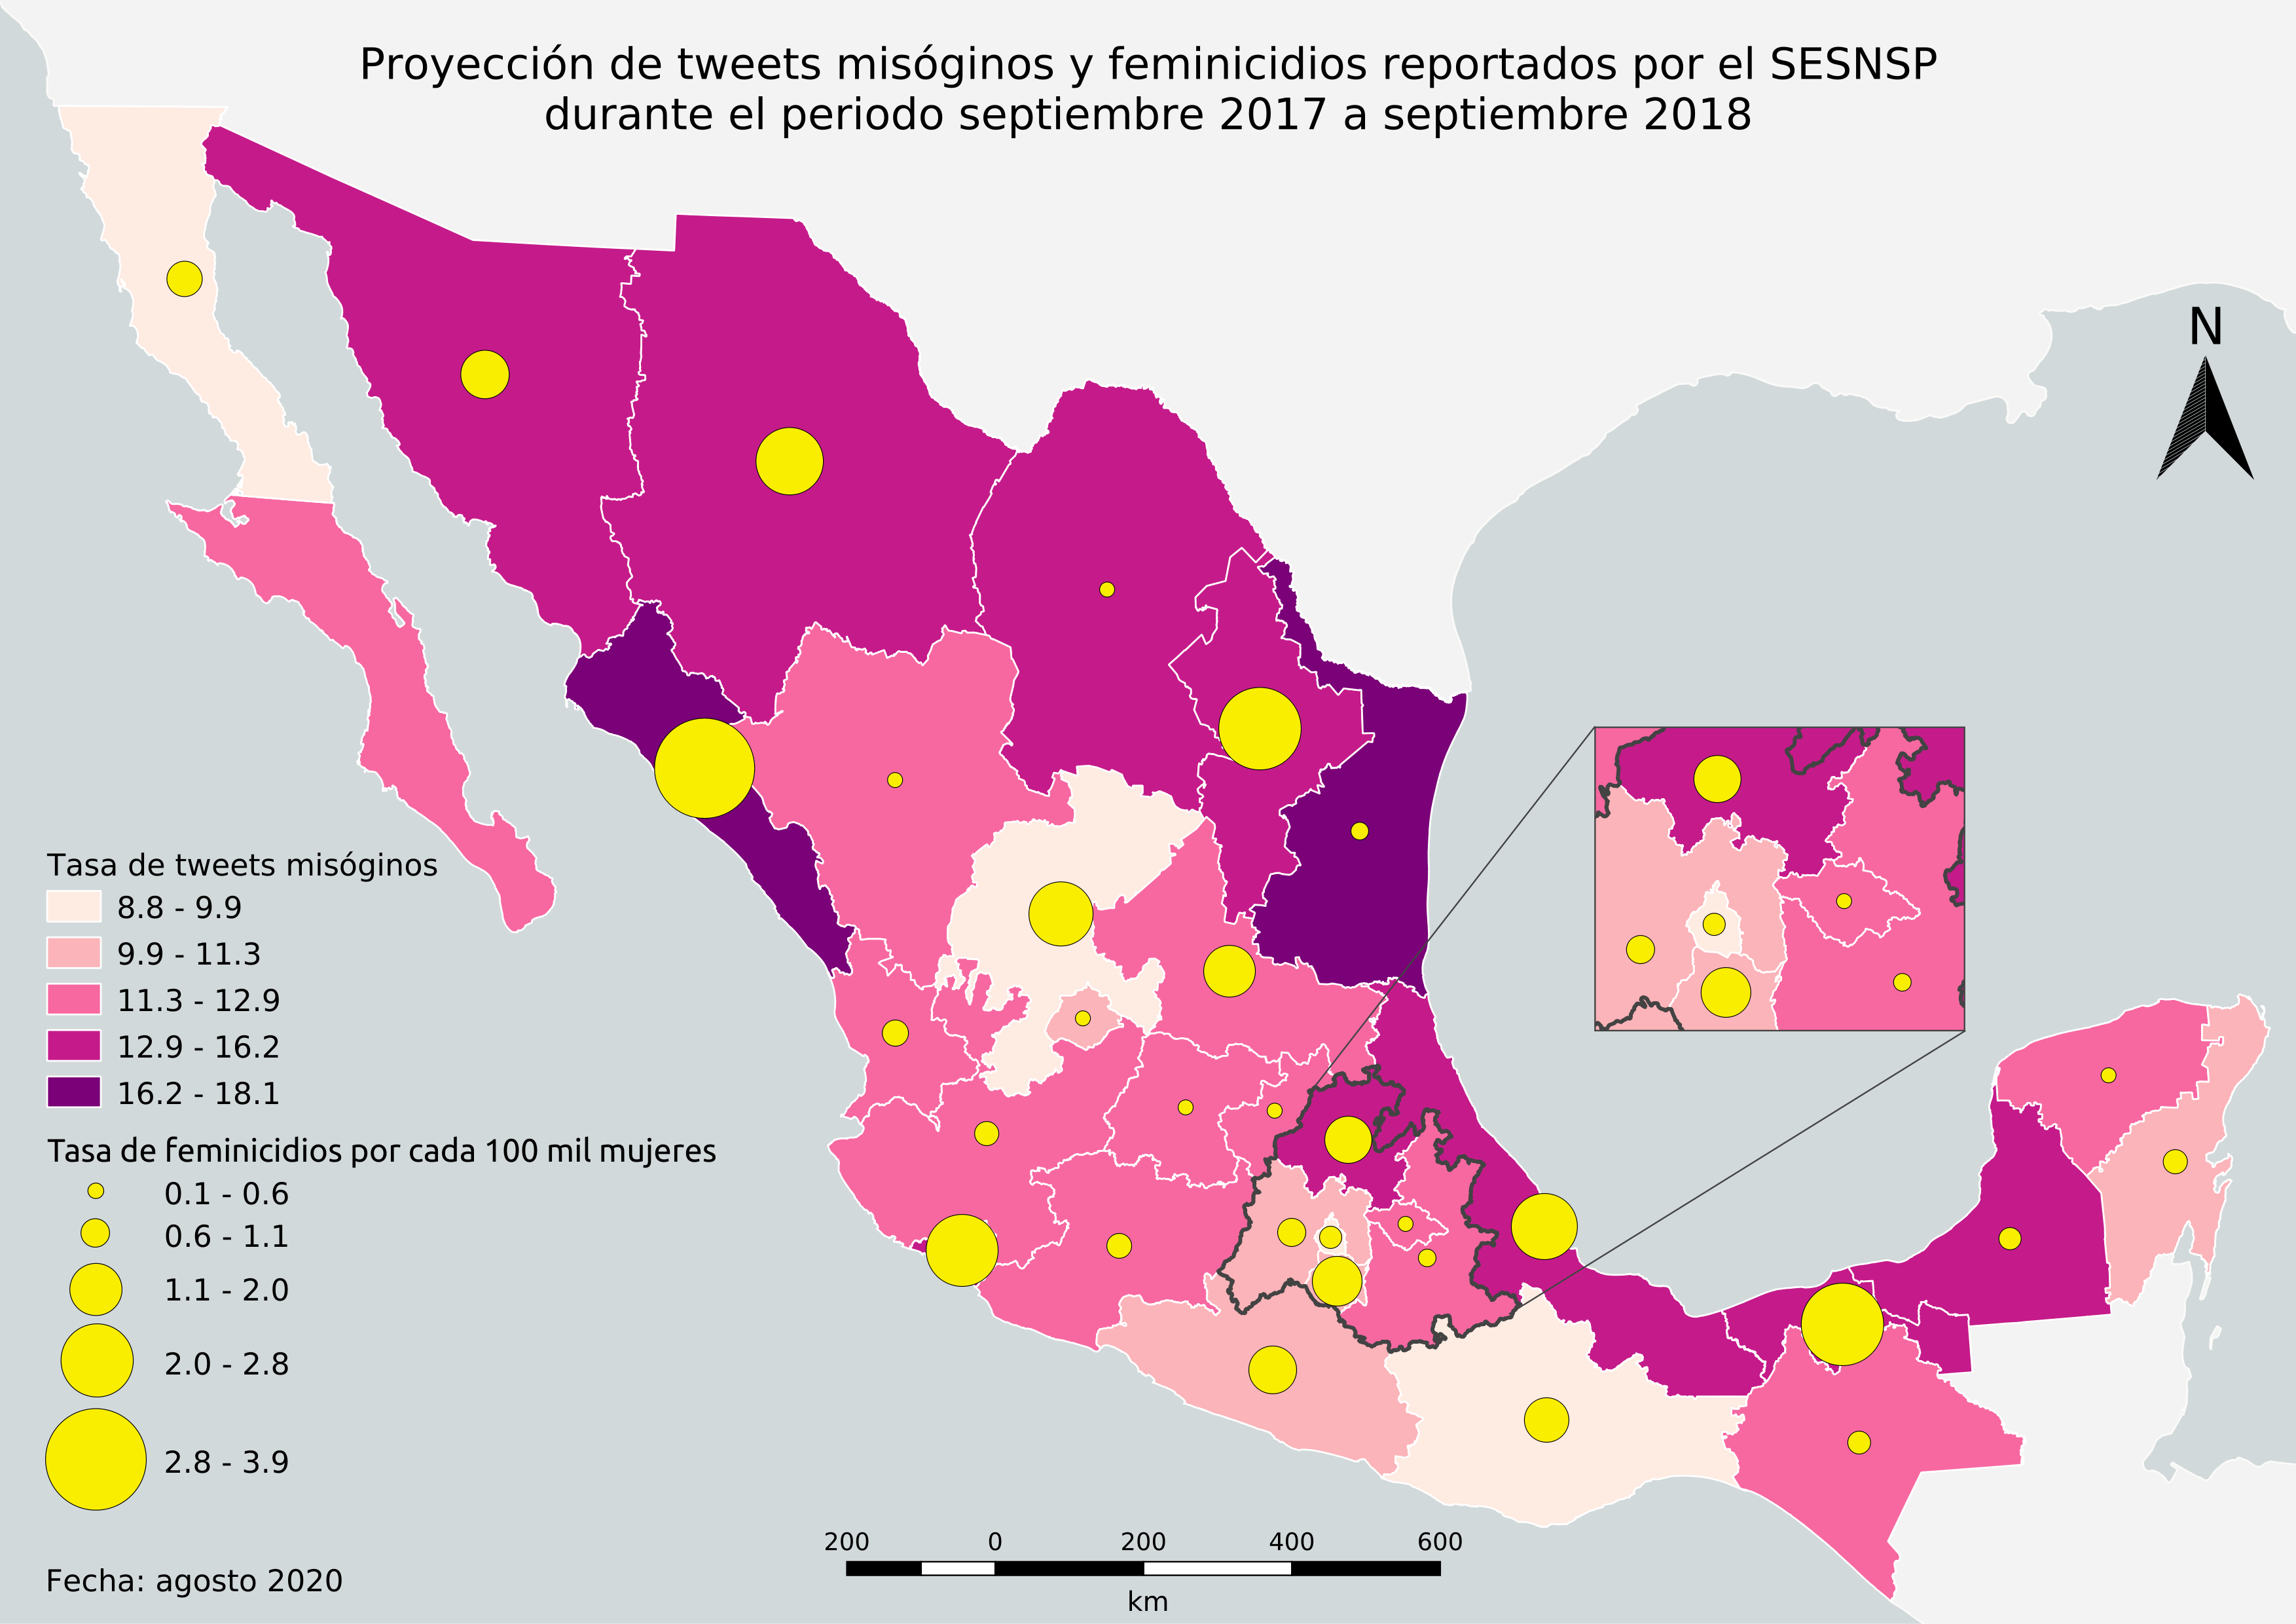 Proyección de tweets misóginos y feminicidios reportados por el SESNSP
durante el periodo septiembre 2017 a septiembre 2018
N
Tasa de tweets misóginos
8.8 - 9.9
9.9 - 11.3
11.3 - 12.9
12.9 - 16.2
16.2 - 18.1
Tasa de feminicidios por cada 100 mil mujeres
0.1 - 0.6
0.6 - 1.1
1.1 - 2.0
2.0 - 2.8
2.8 - 3.9
Fecha: agosto 2020
200 0 200 400 600
km